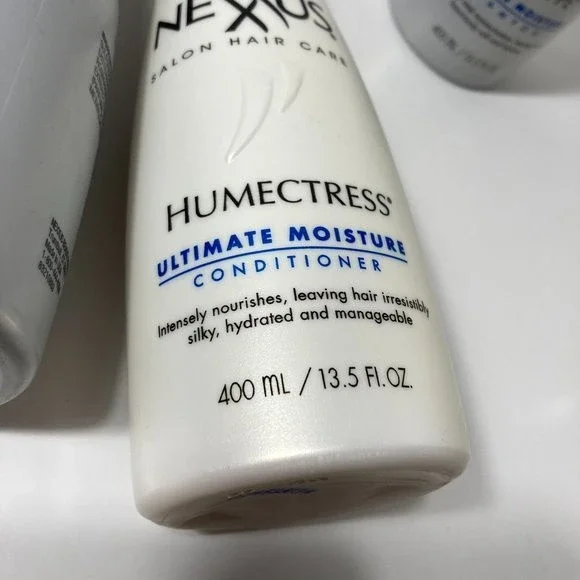 NEXXUS
SALON HAIR CARE
HUMECTRESS®
ULTIMATE MOISTURE
CONDITIONER
Intensely nourishes, leaving hair irresistibly
silky, hydrated and manageable
400 mL / 13.5 FL.OZ.
MOISTURE